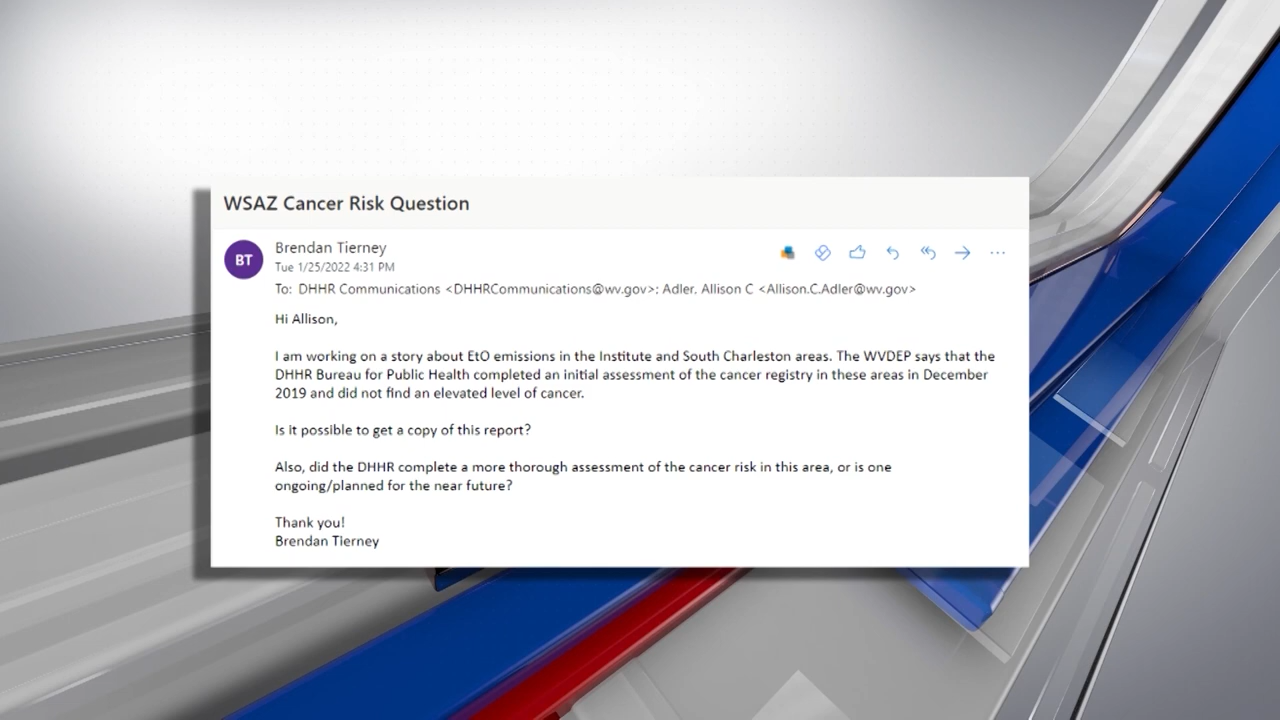 WSAZ Cancer Risk Question
BT
Brendan Tierney
Tue 1/25/2022 4:31 PM
To: DHHR Communications <DHHRCommunications@wv.gov>; Adler, Allison C <Allison.C.Adler@wv.gov>
Hi Allison,
I am working on a story about EtO emissions in the Institute and South Charleston areas. The WVDEP says that the
DHHR Bureau for Public Health completed an initial assessment of the cancer registry in these areas in December
2019 and did not find an elevated level of cancer.
Is it possible to get a copy of this report?
Also, did the DHHR complete a more thorough assessment of the cancer risk in this area, or is one
ongoing/planned for the near future?
Thank you!
Brendan Tierney